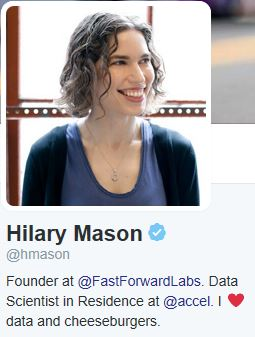 Hilary Mason
@hmason
Founder at @FastForwardLabs. Data
Scientist in Residence at @accel. I ❤
data and cheeseburgers.